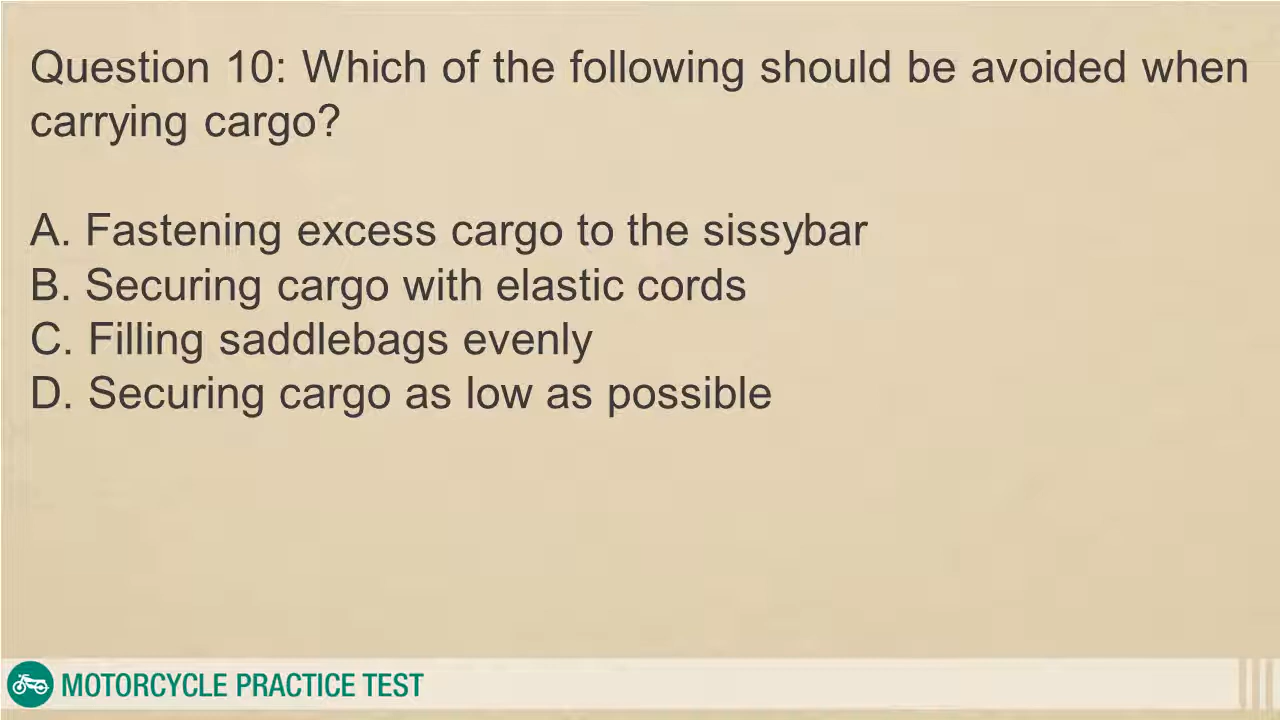 Question 10: Which of the following should be avoided when
carrying cargo?
A. Fastening excess cargo to the sissybar
B. Securing cargo with elastic cords
C. Filling saddlebags evenly
D. Securing cargo as low as possible
MOTORCYCLE PRACTICE TEST